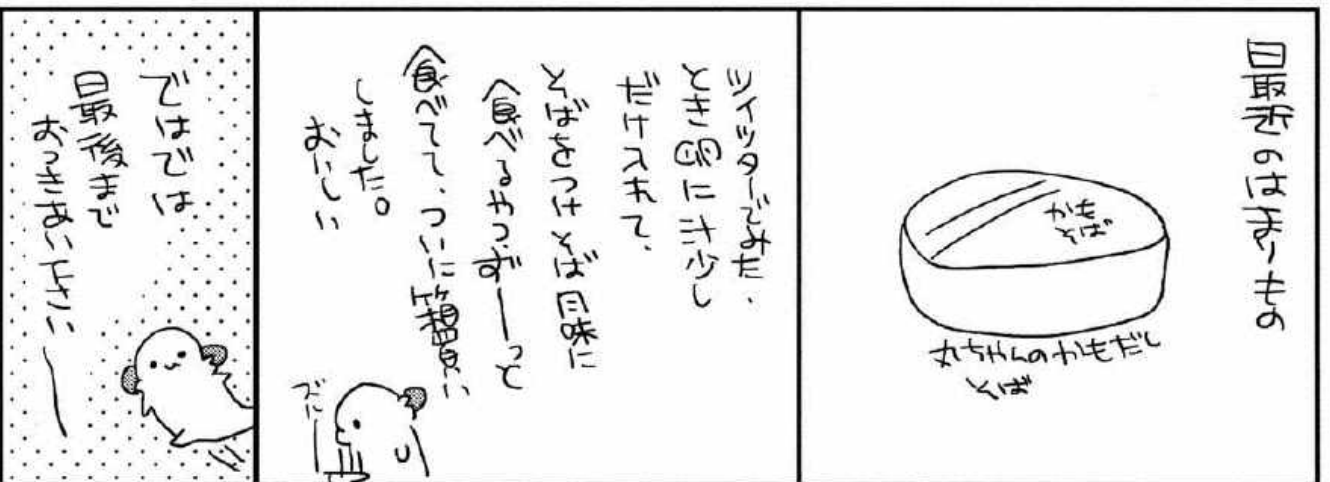 最近のはまりもの
かも
そば
丸ちゃんのかもだし
そば
ツイッターでみた、
とき卵に汁少し
だけ入れて、
そばをつけそば風味に
食べるやつずーっと
食べてて、ついに箱買い
しました。
おいしい
ズルー
ではでは
最後まで
おつきあい下さいー